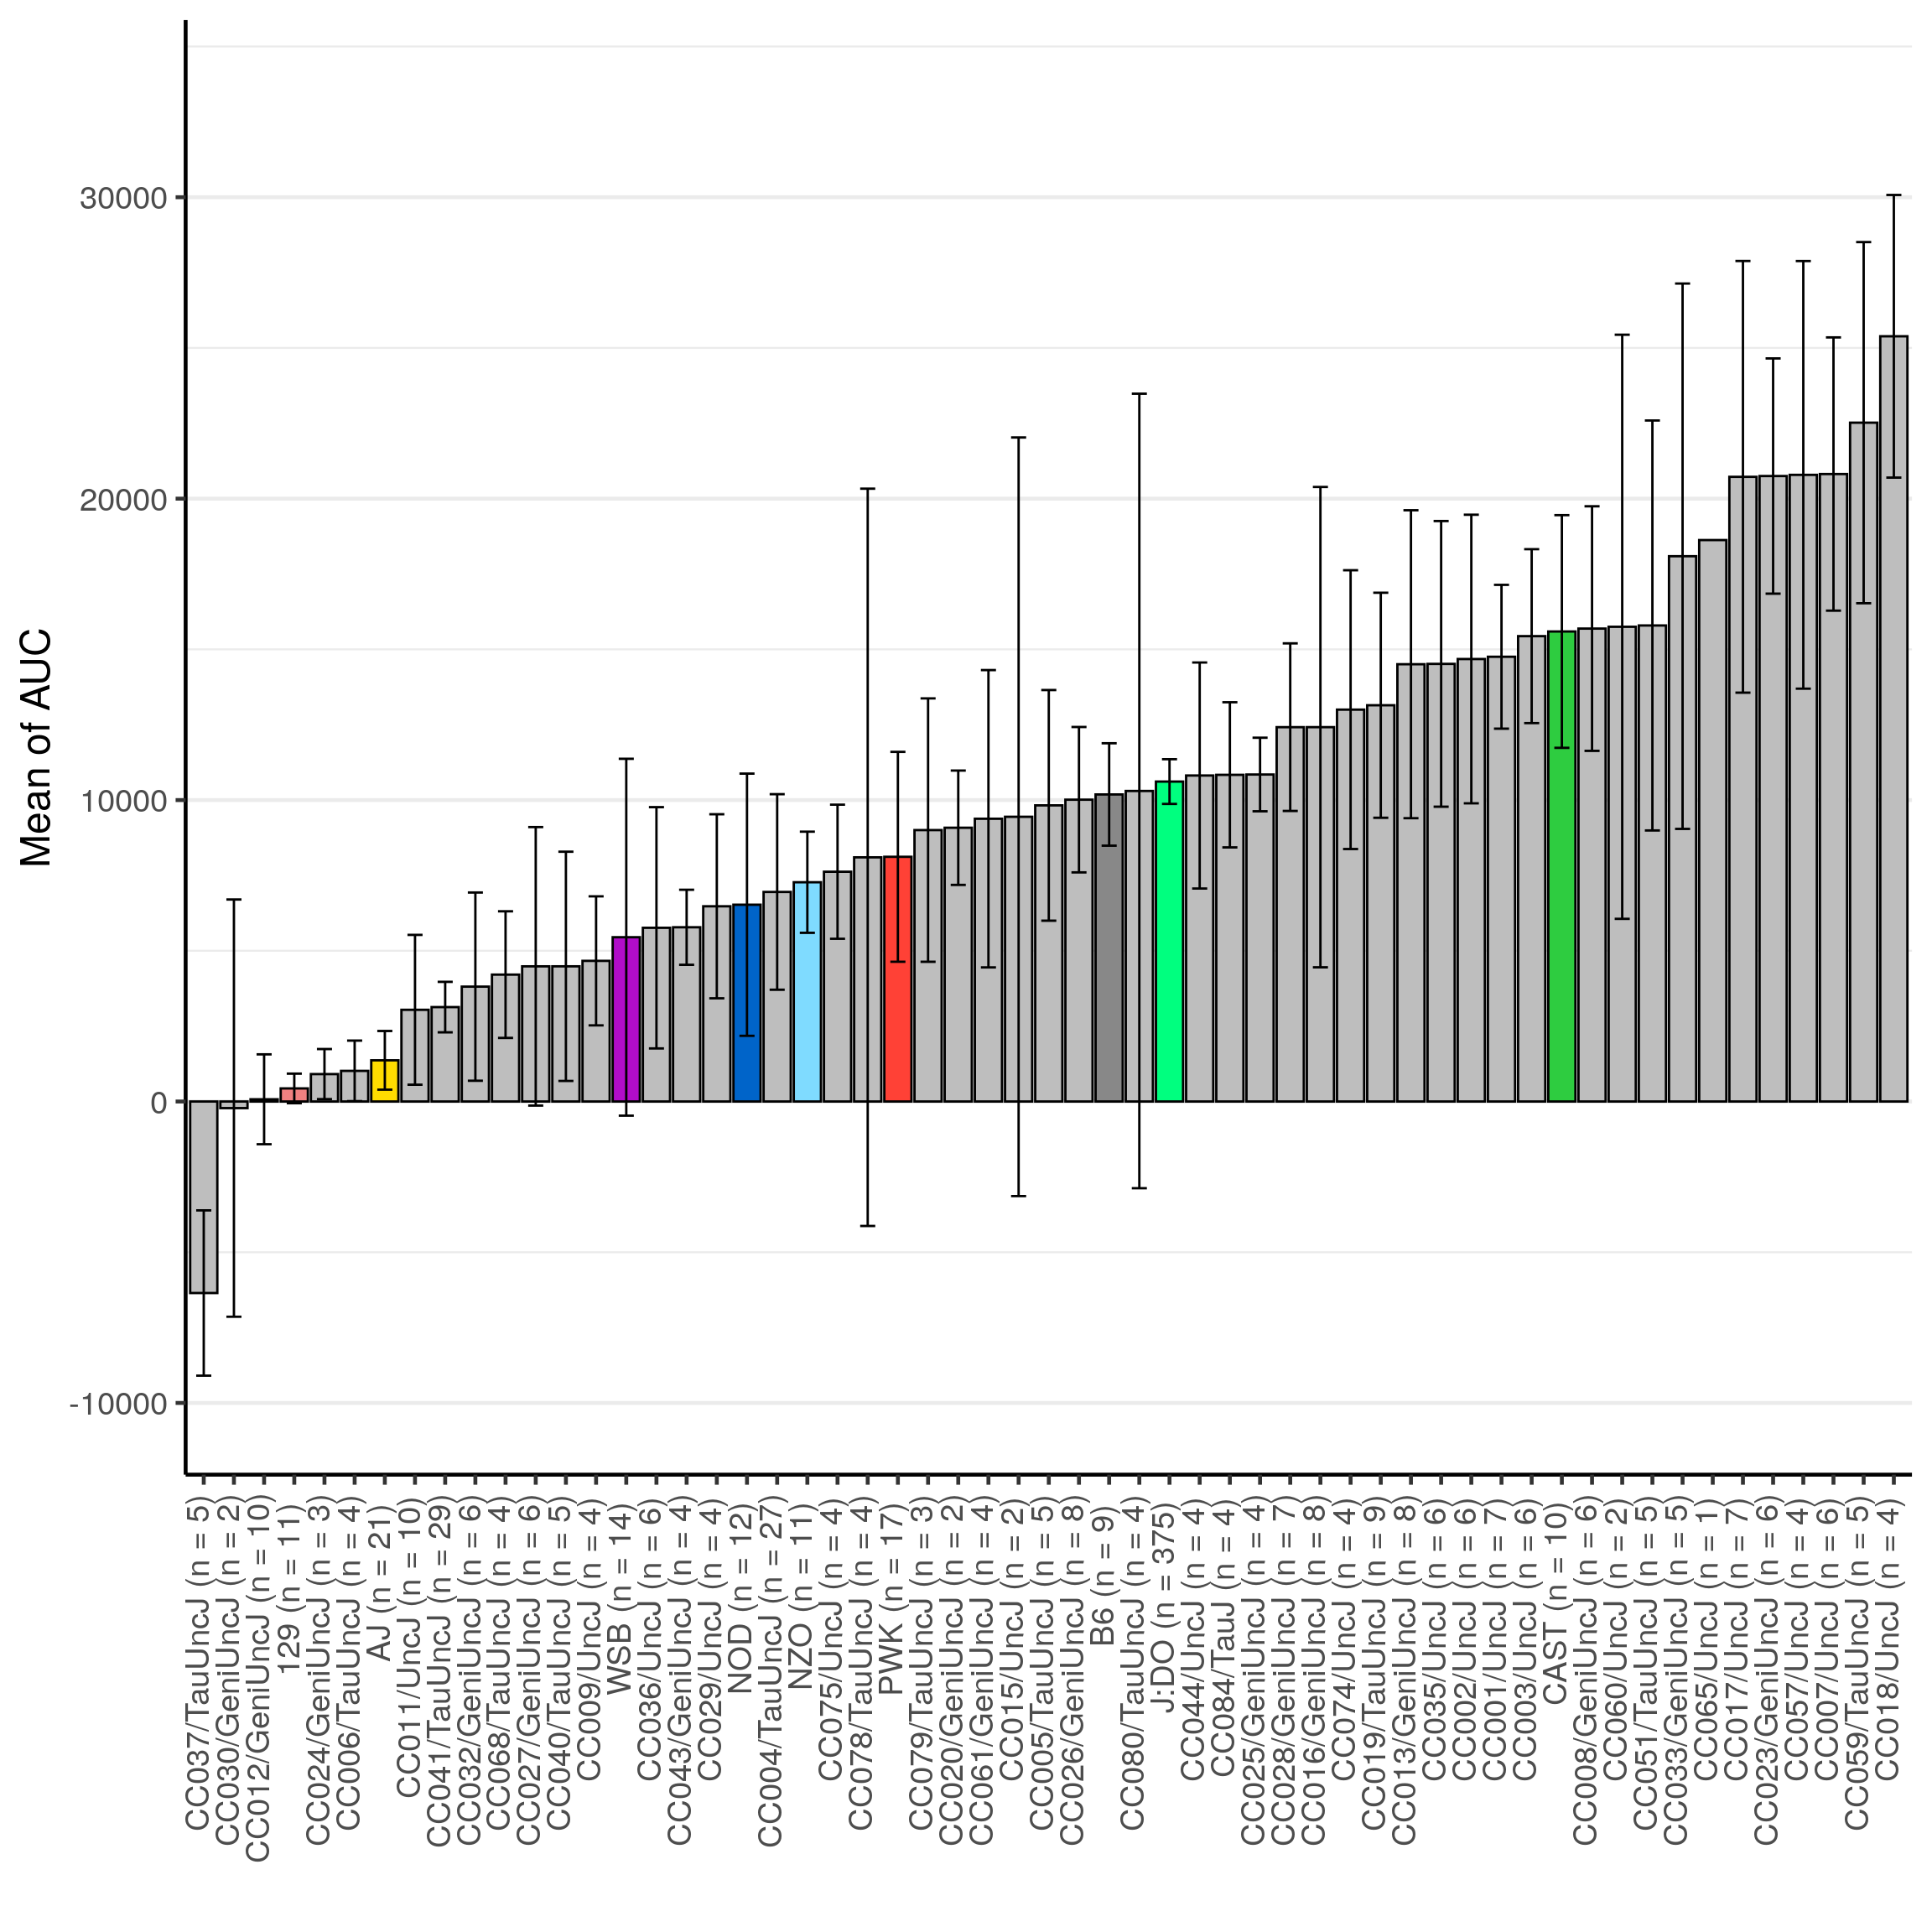 Mean of AUC
30000
20000
10000
0
-10000
CC037/TauUncJ (n = 5)
CC030/GeniUncJ (n = 2)
CC012/GeniUncJ (n = 10)
129 (n = 11)
CC024/GeniUncJ (n = 3)
CC006/TauUncJ (n = 4)
AJ (n = 21)
CC011/UncJ (n = 10)
CC041/TauUncJ (n = 29)
CC032/GeniUncJ (n = 6)
CC068/TauUncJ (n = 4)
CC027/GeniUncJ (n = 6)
CC040/TauUncJ (n = 5)
CC009/UncJ (n = 4)
WSB (n = 14)
CC036/UncJ (n = 6)
CC043/GeniUncJ (n = 4)
CC029/UncJ (n = 4)
NOD (n = 12)
CC004/TauUncJ (n = 27)
NZO (n = 11)
CC075/UncJ (n = 4)
CC078/TauUncJ (n = 4)
PWK (n = 17)
CC079/TauUncJ (n = 3)
CC020/GeniUncJ (n = 2)
CC061/GeniUncJ (n = 4)
CC015/UncJ (n = 2)
CC005/TauUncJ (n = 5)
CC026/GeniUncJ (n = 8)
B6 (n = 9)
CC080/TauUncJ (n = 4)
J:DO (n = 375)
CC044/UncJ (n = 4)
CC084/TauJ (n = 4)
CC025/GeniUncJ (n = 4)
CC028/GeniUncJ (n = 7)
CC016/GeniUncJ (n = 8)
CC074/UncJ (n = 4)
CC019/TauUncJ (n = 9)
CC013/GeniUncJ (n = 8)
CC035/UncJ (n = 6)
CC002/UncJ (n = 6)
CC001/UncJ (n = 7)
CC003/UncJ (n = 6)
CAST (n = 10)
CC008/GeniUncJ (n = 6)
CC060/UncJ (n = 2)
CC051/TauUncJ (n = 5)
CC033/GeniUncJ (n = 5)
CC065/UncJ (n = 1)
CC017/UncJ (n = 7)
CC023/GeniUncJ (n = 6)
CC057/UncJ (n = 4)
CC007/UncJ (n = 6)
CC059/TauUncJ (n = 5)
CC018/UncJ (n = 4)